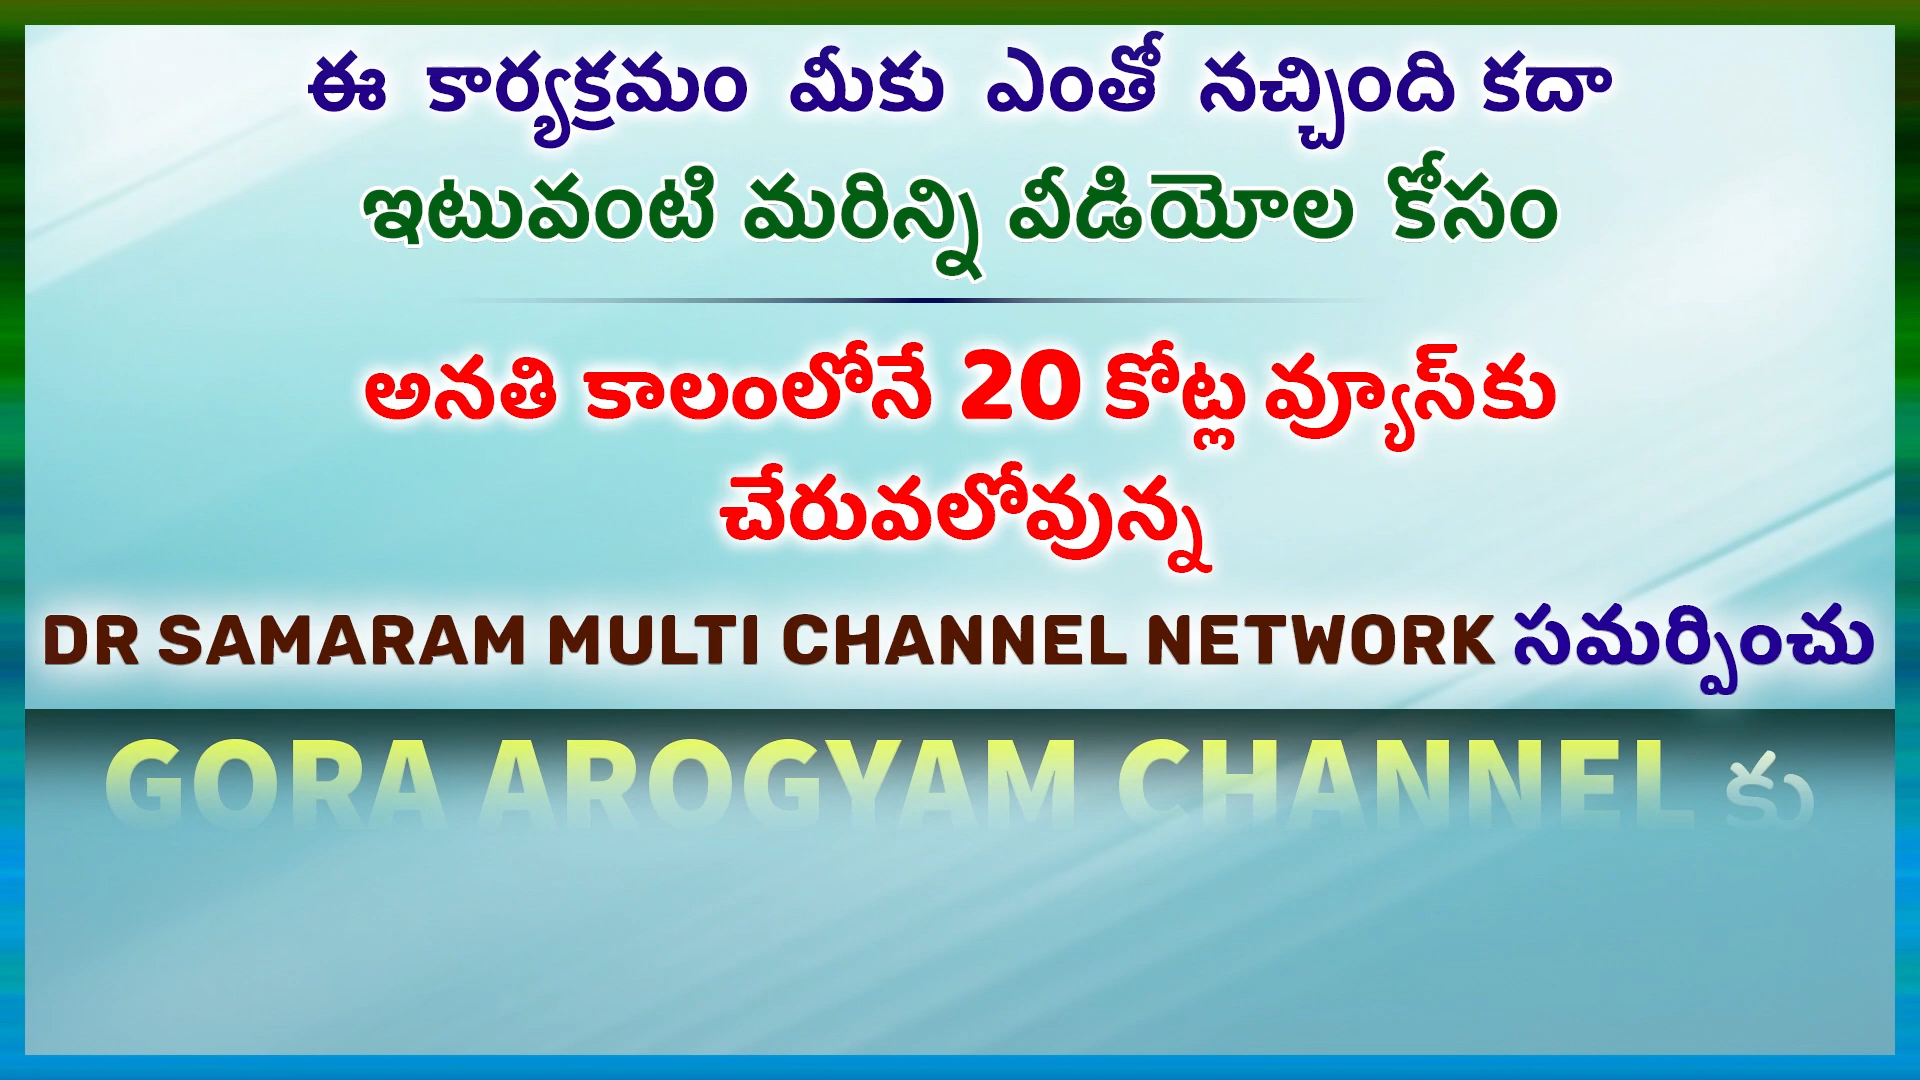 ఈ కార్యక్రమం మీకు ఎంతో నచ్చింది కదా
ఇటువంటి మరిన్ని వీడియోల కోసం
అనతి కాలంలోనే 20 కోట్ల వ్యూస్‌కు
చేరువలోవున్న
DR SAMARAM MULTI CHANNEL NETWORK సమర్పించు
GORA AROGYAM CHANNEL కు